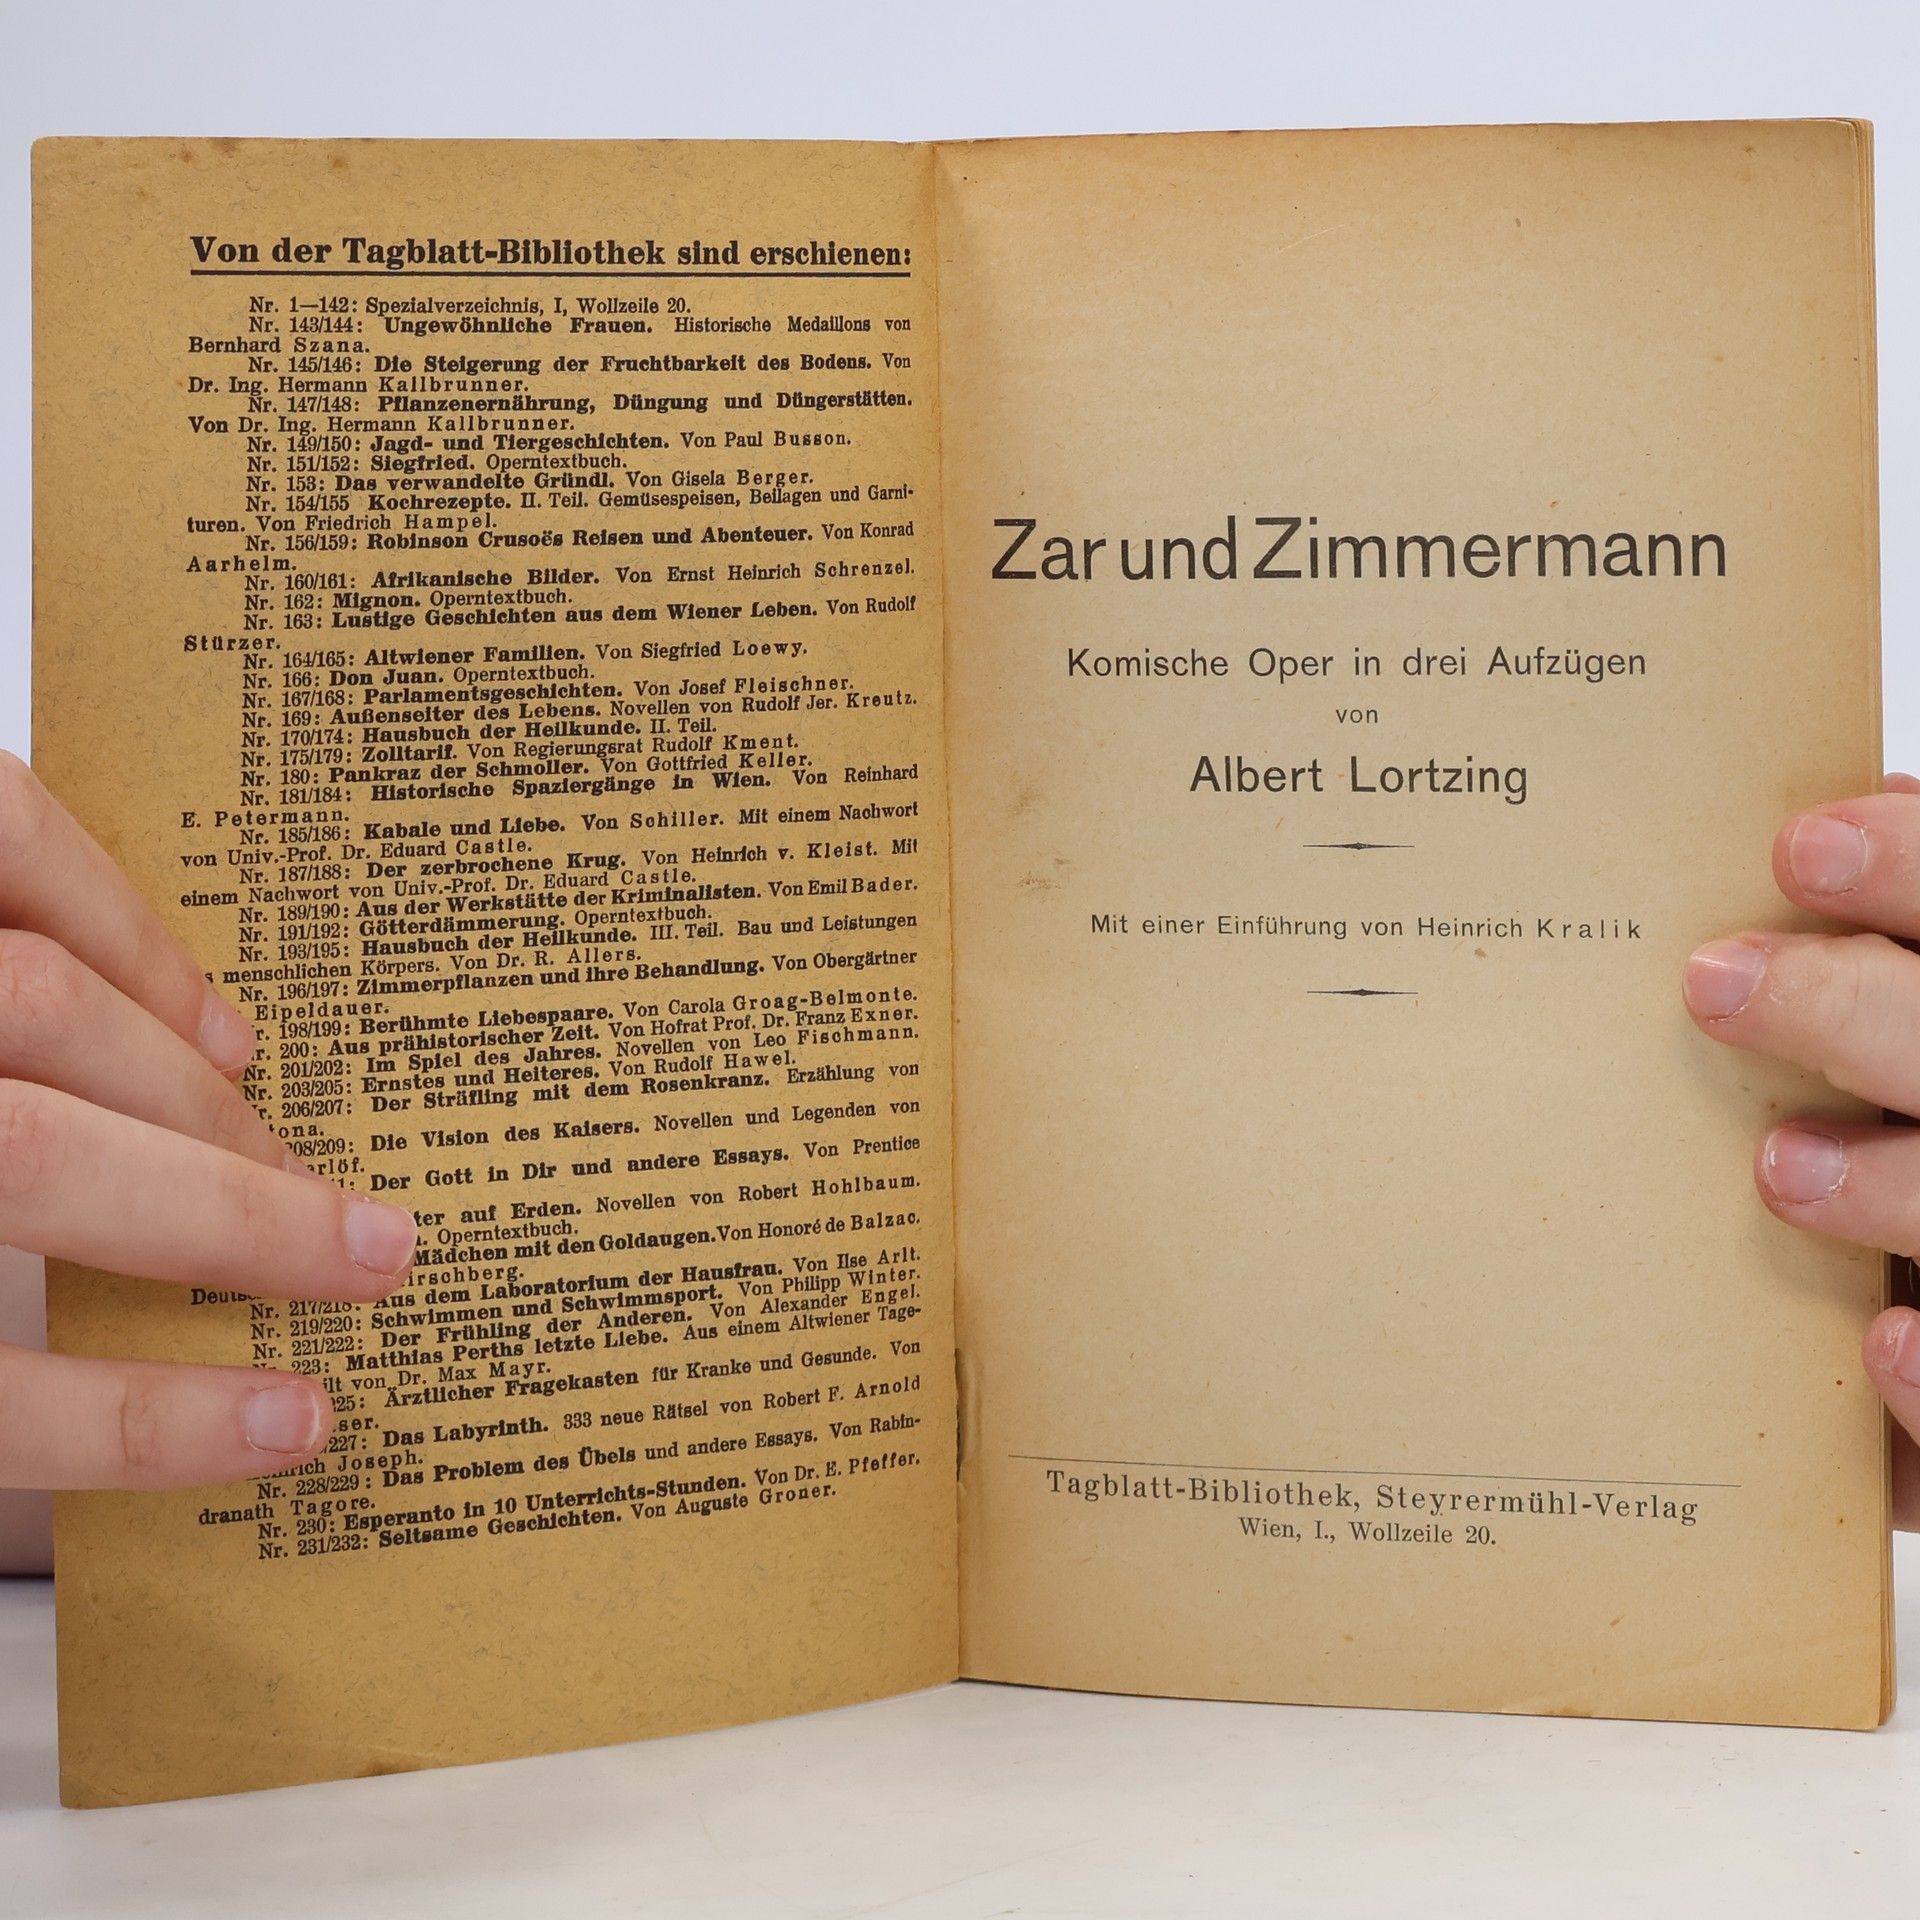 Von der Tagblatt-Bibliothek sind erschienen:
Nr. 1—142: Spezialverzeichnis, I, Wollzeile 20.
Nr. 143/144: Ungewöhnliche Frauen. Historische Medaillons von
Bernhard Szana.
Nr. 145/146: Die Steigerung der Fruchtbarkeit des Bodens. Von
Dr. Ing. Hermann Kallbrunner.
Nr. 147/148: Pflanzenernährung, Düngung und Düngerstätten.
Von Dr. Ing. Hermann Kallbrunner.
Nr. 149/150: Jagd- und Tiergeschichten. Von Paul Busson.
Nr. 151/152: Siegfried. Operntextbuch.
Nr. 153: Das verwandelte Gründl. Von Gisela Berger.
Nr. 154/155 Kochrezepte. II. Teil. Gemüsespeisen, Beilagen und Garni-
turen. Von Friedrich Hampel.
Nr. 156/159: Robinson Crusoës Reisen und Abenteuer. Von Konrad
Aarhelm.
Nr. 160/161: Afrikanische Bilder. Von Ernst Heinrich Schrenzel.
Nr. 162: Mignon. Operntextbuch.
Nr. 163: Lustige Geschichten aus dem Wiener Leben. Von Rudolf
Stürzer.
Nr. 164/165: Altwiener Familien. Von Siegfried Loewy.
Nr. 166: Don Juan. Operntextbuch.
Nr. 167/168: Parlamentsgeschichten. Von Josef Fleischner.
Nr. 169: Außenseiter des Lebens. Novellen von Rudolf Jer. Kreutz.
Nr. 170/174: Hausbuch der Heilkunde. II. Teil.
Nr. 175/179: Zolltarif. Von Regierungsrat Rudolf Kment.
Nr. 180: Pankraz der Schmoller. Von Gottfried Keller.
Nr. 181/184: Historische Spaziergänge in Wien. Von Reinhard
E. Petermann.
Nr. 185/186: Kabale und Liebe. Von Schiller. Mit einem Nachwort
von Univ.-Prof. Dr. Eduard Castle.
Nr. 187/188: Der zerbrochene Krug. Von Heinrich v. Kleist. Mit
einem Nachwort von Univ.-Prof. Dr. Eduard Castle.
Nr. 189/190: Aus der Werkstätte der Kriminalisten. Von Emil Bader.
Nr. 191/192: Götterdämmerung. Operntextbuch.
Nr. 193/195: Hausbuch der Heilkunde. III. Teil. Bau und Leistungen
menschlichen Körpers. Von Dr. R. Allers.
Nr. 196/197: Zimmerpflanzen und ihre Behandlung. Von Obergärtner
Eipeldauer.
198/199: Berühmte Liebespaare. Von Carola Groag-Belmonte.
200: Aus prähistorischer Zeit. Von Hofrat Prof. Dr. Franz Exner.
Nr. 201/202: Im Spiel des Jahres. Novellen von Leo Fischmann.
Nr. 203/205: Ernstes und Heiteres. Von Rudolf Hawel.
206/207: Der Sträfling mit dem Rosenkranz. Erzählung von
208/209: Die Vision des Kaisers. Novellen und Legenden von
Der Gott in Dir und andere Essays. Von Prentice
auf Erden. Novellen von Robert Hohlbaum.
Operntextbuch.
Mädchen mit den Goldaugen. Von Honoré de Balzac.
Nr. 217/218: Aus dem Laboratorium der Hausfrau. Von Ilse Arlt.
Nr. 219/220: Schwimmen und Schwimmsport. Von Philipp Winter.
Nr. 221/222: Der Frühling der Anderen. Von Alexander Engel.
223: Matthias Perths letzte Liebe. Aus einem Altwiener Tage-
von Dr. Max Mayr.
Ärztlicher Fragekasten für Kranke und Gesunde. Von
227: Das Labyrinth. 333 neue Rätsel von Robert F. Arnold
Joseph.
Nr. 228/229: Das Problem des Übels und andere Essays. Von Rabin-
dranath Tagore.
Nr. 230: Esperanto in 10 Unterrichts-Stunden. Von Dr. E. Pfeffer.
Nr. 231/232: Seltsame Geschichten. Von Auguste Groner.
Zar und Zimmermann
Komische Oper in drei Aufzügen
von
Albert Lortzing
Mit einer Einführung von Heinrich Kralik
Tagblatt-Bibliothek, Steyrermühl-Verlag
Wien, I., Wollzeile 20.